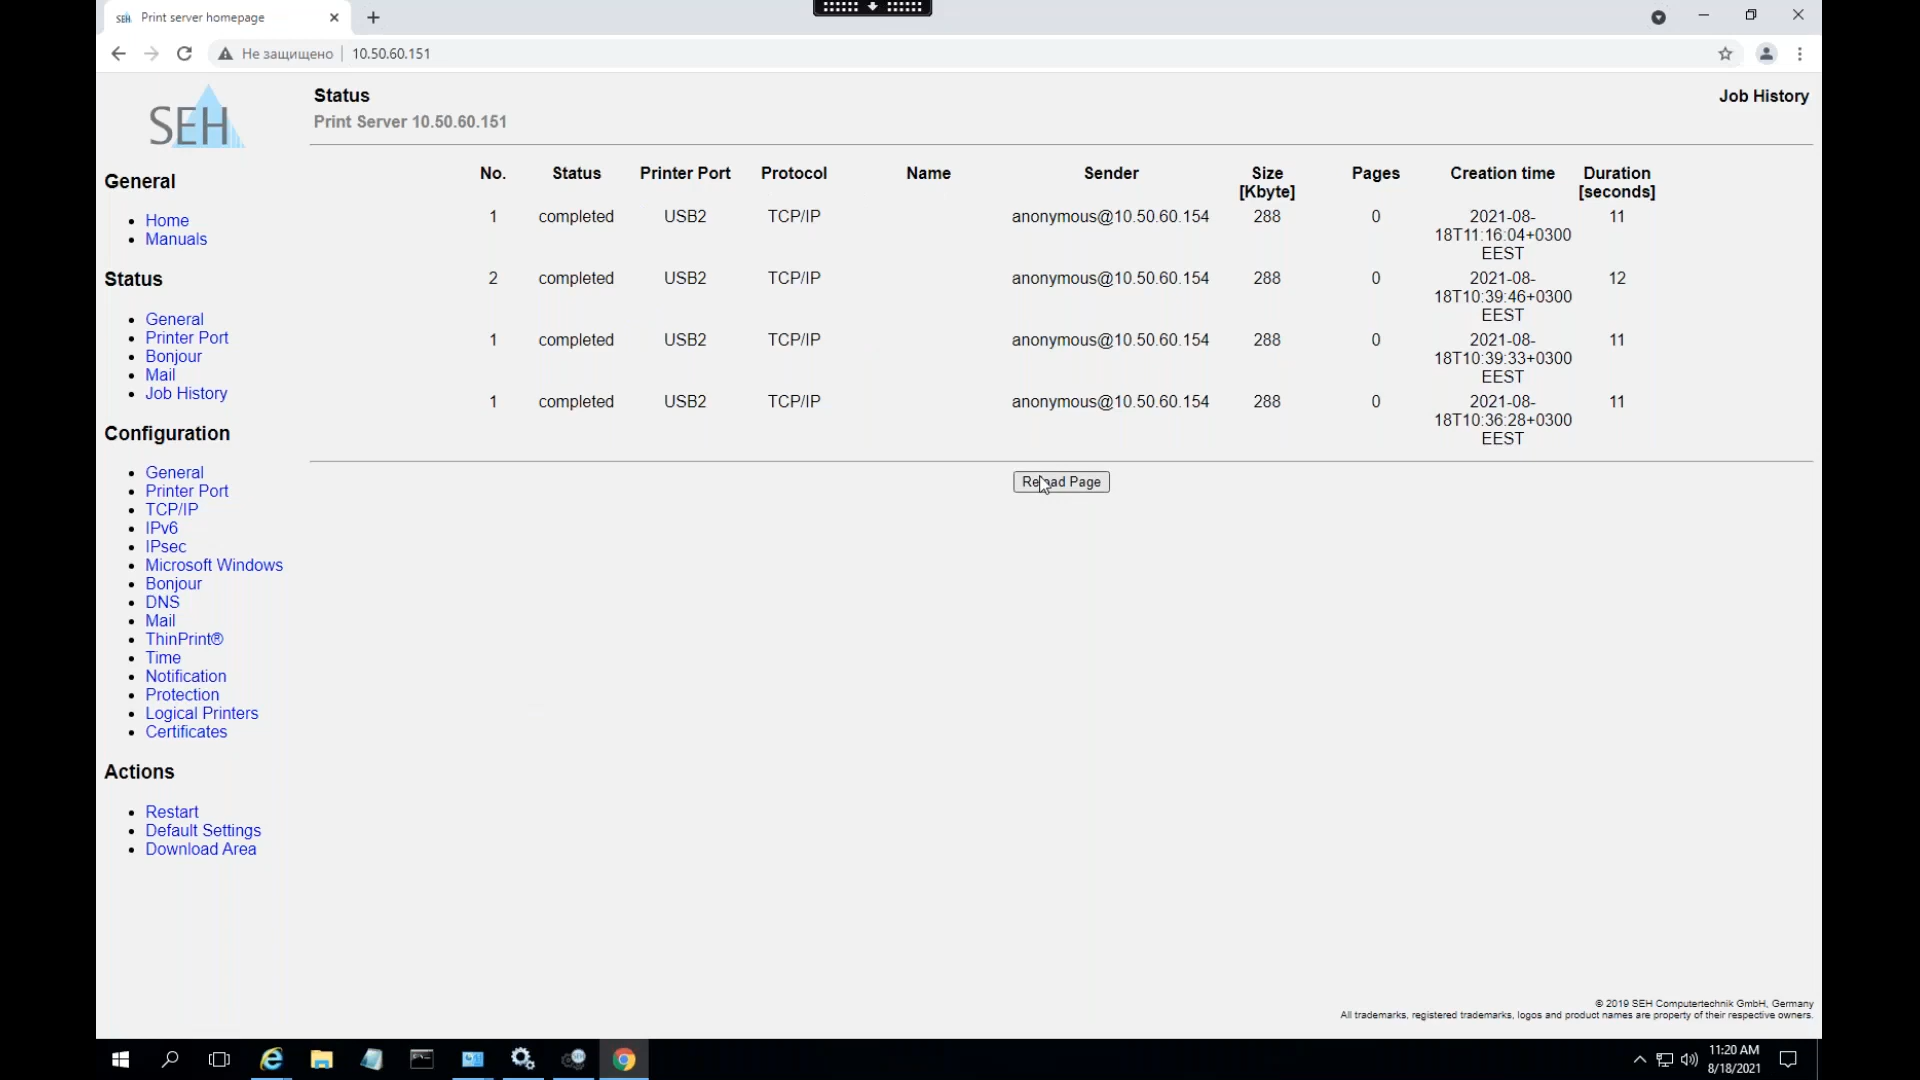 SEH Print server homepage
Не защищено 10.50.60.151
SEH
Status
Job History
Print Server 10.50.60.151
General
Home
Manuals
Status
General
Printer Port
Bonjour
Mail
Job History
Configuration
General
Printer Port
TCP/IP
IPv6
IPsec
Microsoft Windows
Bonjour
DNS
Mail
ThinPrint®
Time
Notification
Protection
Logical Printers
Certificates
Actions
Restart
Default Settings
Download Area
No. Status Printer Port Protocol Name Sender Size Pages Creation time Duration
[Kbyte] [seconds]
1 completed USB2 TCP/IP anonymous@10.50.60.154 288 0 2021-08- 11
18T11:16:04+0300
EEST
2 completed USB2 TCP/IP anonymous@10.50.60.154 288 0 2021-08- 12
18T10:39:46+0300
EEST
1 completed USB2 TCP/IP anonymous@10.50.60.154 288 0 2021-08- 11
18T10:39:33+0300
EEST
1 completed USB2 TCP/IP anonymous@10.50.60.154 288 0 2021-08- 11
18T10:36:28+0300
EEST
Reload Page
© 2019 SEH Computertechnik GmbH, Germany
All trademarks, registered trademarks, logos and product names are property of their respective owners.
11:20 AM
8/18/2021